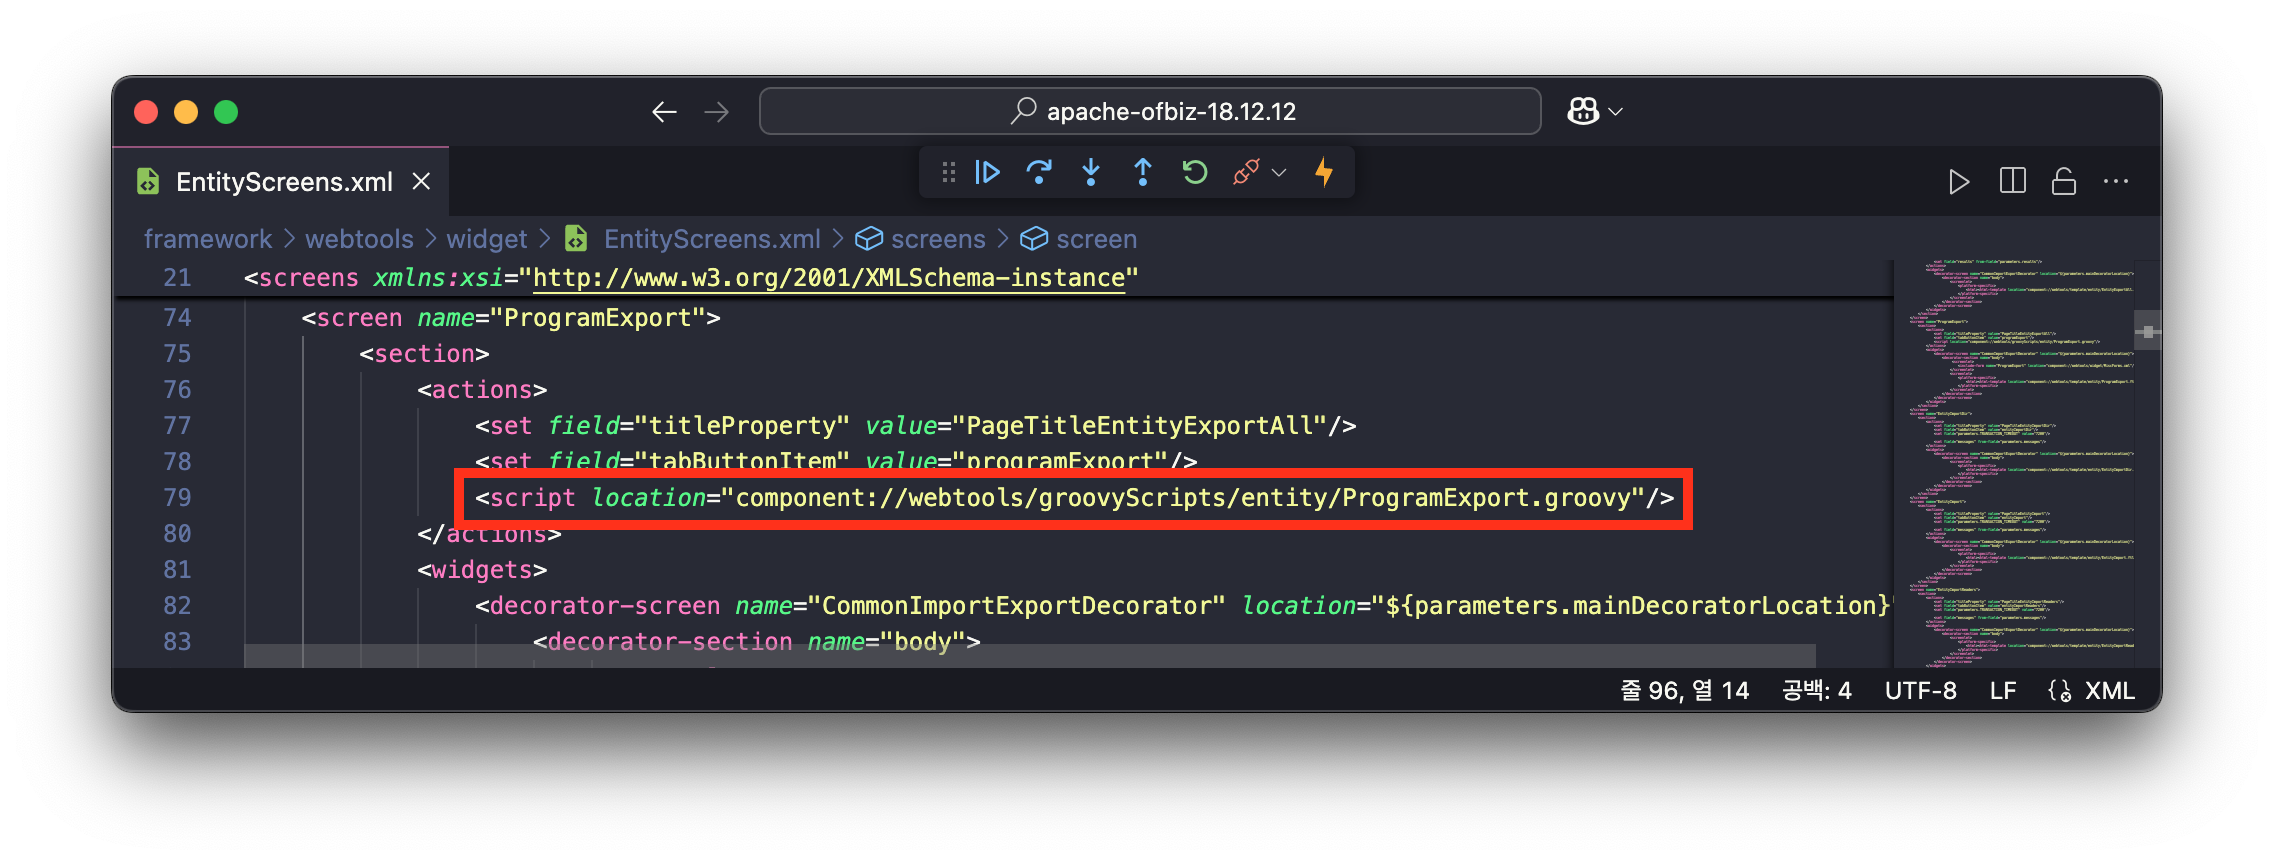 apache-ofbiz-18.12.12
EntityScreens.xml
framework > webtools > widget > EntityScreens.xml > screens > screen
21 <screens xmlns:xsi="http://www.w3.org/2001/XMLSchema-instance"
74 <screen name="ProgramExport">
75 <section>
76 <actions>
77 <set field="titleProperty" value="PageTitleEntityExportAll"/>
78 <set field="tabButtonItem" value="programExport"/>
79 <script location="component://webtools/groovyScripts/entity/ProgramExport.groovy"/>
80 </actions>
81 <widgets>
82 <decorator-screen name="CommonImportExportDecorator" location="${parameters.mainDecoratorLocation}"
83 <decorator-section name="body">
줄 96, 열 14 공백: 4 UTF-8 LF XML